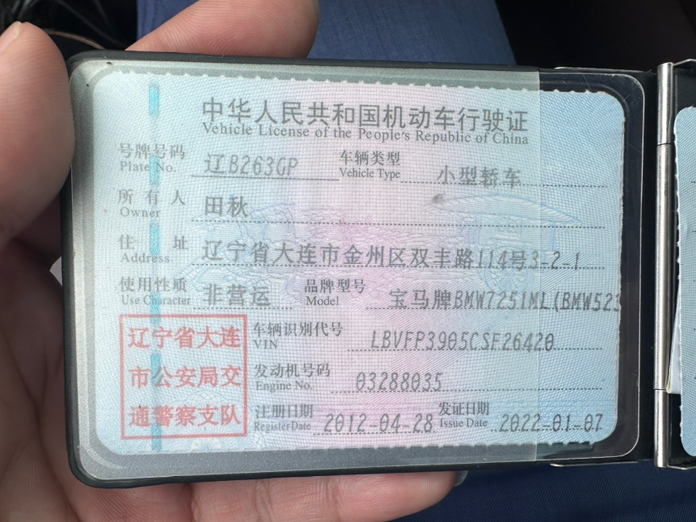 中华人民共和国机动车行驶证
Vehicle License of the People's Republic of China
号牌号码 辽B263GP 车辆类型 小型轿车
Plate No. Vehicle Type
所有人 田秋
Owner
住址 辽宁省大连市金州区双丰路114号3-2-1
Address
使用性质 非营运 品牌型号 宝马牌BMW7251ML(BMW523
Use Character Model
车辆识别代号 LBVFP3905CSF26420
VIN
发动机号码 03288035
Engine No.
注册日期 2012-04-28 发证日期 2022-01-07
Register Date Issue Date
辽宁省大连
市公安局交
通警察支队